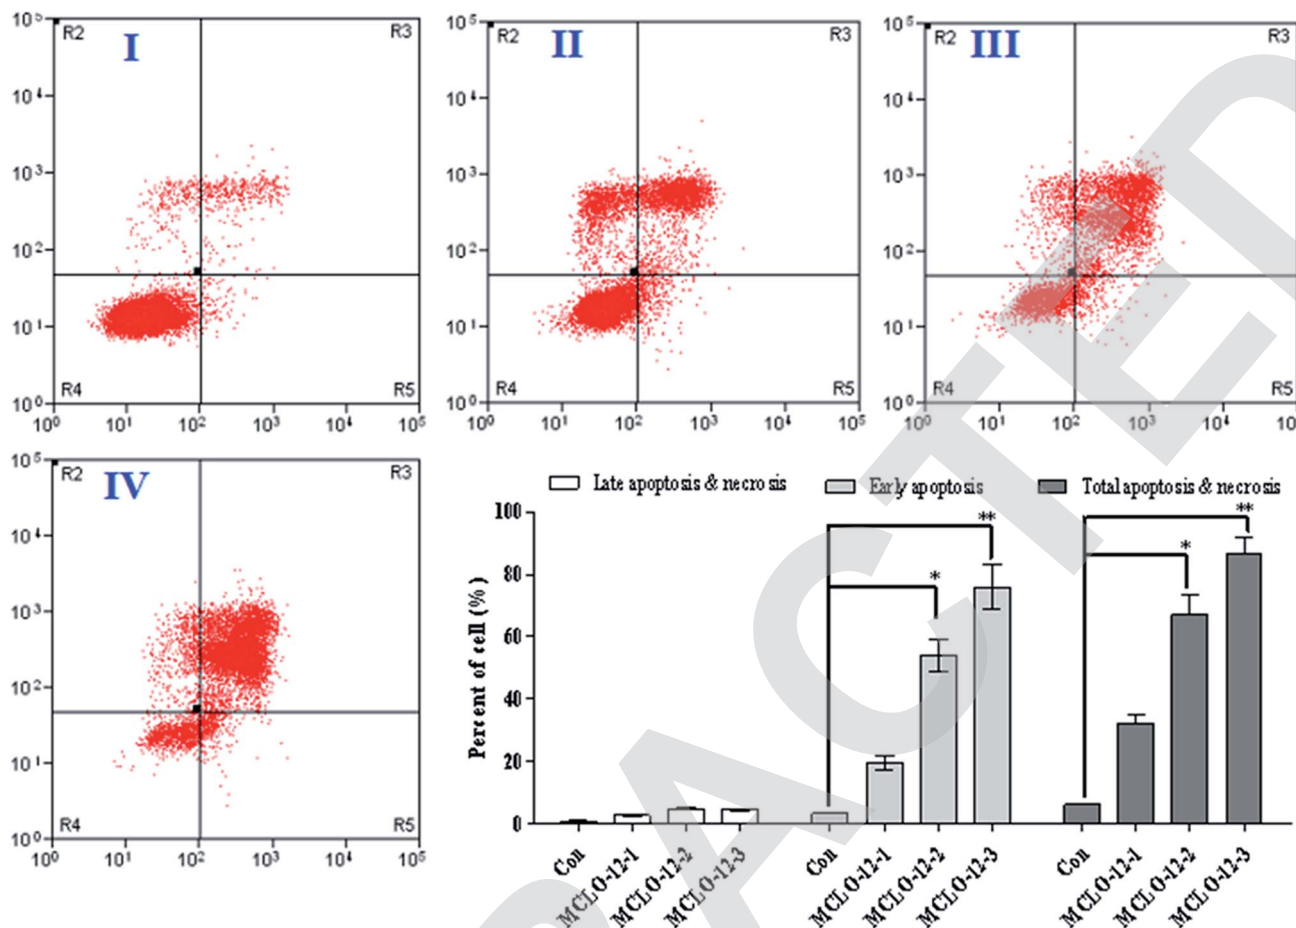 I
R2
R3
R4
R5
10⁵
10⁴
10³
10²
10¹
10⁰
10⁰ 10¹ 10² 10³ 10⁴ 10⁵
II
R2
R3
R4
R5
10⁵
10⁴
10³
10²
10¹
10⁰
10⁰ 10¹ 10² 10³ 10⁴ 10⁵
III
R2
R3
R4
R5
10⁵
10⁴
10³
10²
10¹
10⁰
10⁰ 10¹ 10² 10³ 10⁴
IV
R2
R3
R4
R5
10⁵
10⁴
10³
10²
10¹
10⁰
10⁰ 10¹ 10² 10³ 10⁴ 10⁵
Late apoptosis & necrosis
Early apoptosis
Total apoptosis & necrosis
Percent of cell (%)
100
80
60
40
20
0
*
**
*
**
Con
MCLO-12-1
MCLO-12-2
MCLO-12-3
Con
MCLO-12-1
MCLO-12-2
MCLO-12-3
Con
MCLO-12-1
MCLO-12-2
MCLO-12-3
RACTED